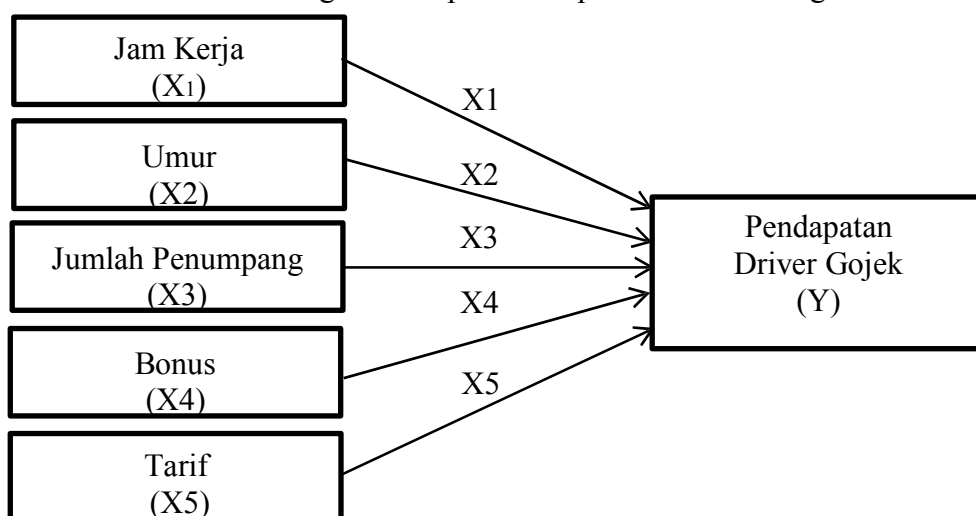 Jam Kerja
(X1)
X1
Umur
(X2)
X2
Jumlah Penumpang
(X3)
X3
Pendapatan
Driver Gojek
(Y)
X4
Bonus
(X4)
X5
Tarif
(X5)